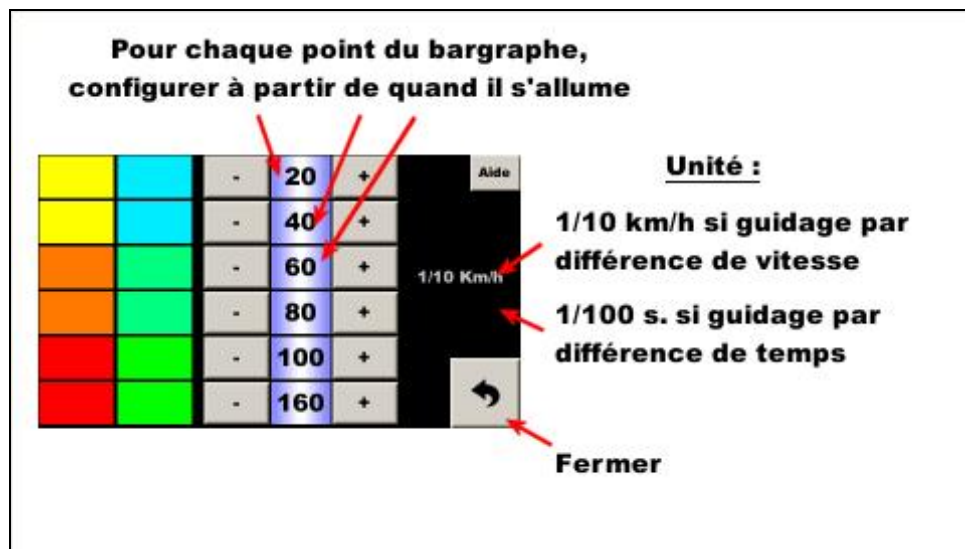 Pour chaque point du bargraphe,
configurer à partir de quand il s'allume
- 20 + Aide
- 40 +
- 60 +
- 80 +
- 100 +
- 160 +
1/10 Km/h
Unité :
1/10 km/h si guidage par
différence de vitesse
1/100 s. si guidage par
différence de temps
Fermer